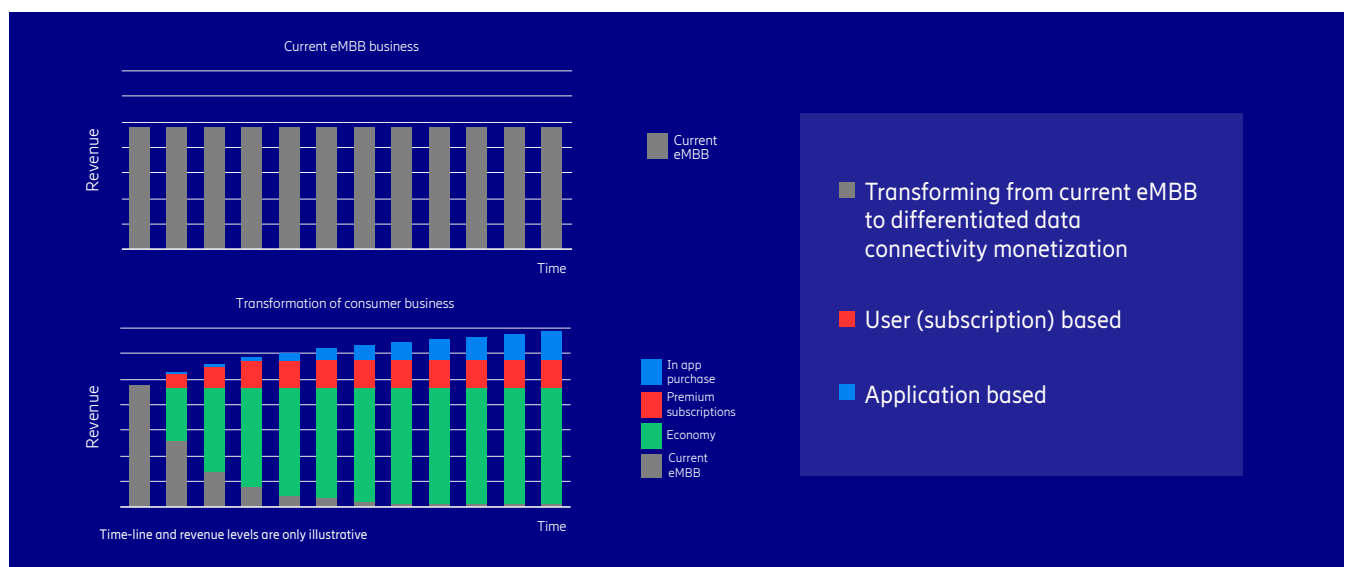 Current eMBB business
Revenue
Current
eMBB
Time
Transformation of consumer business
Revenue
In app
purchase
Premium
subscriptions
Economy
Current
eMBB
Time
Time-line and revenue levels are only illustrative
Transforming from current eMBB
to differentiated data
connectivity monetization
User (subscription) based
Application based